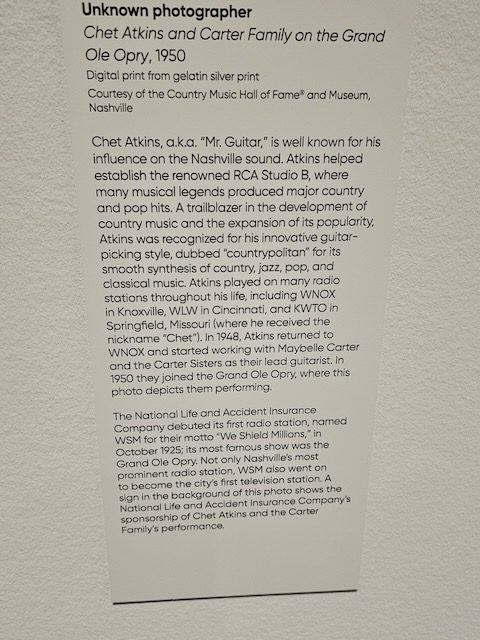 Unknown photographer
Chet Atkins and Carter Family on the Grand
Ole Opry, 1950
Digital print from gelatin silver print
Courtesy of the Country Music Hall of Fame® and Museum,
Nashville
Chet Atkins, a.k.a. “Mr. Guitar,” is well known for his
influence on the Nashville sound. Atkins helped
establish the renowned RCA Studio B, where
many musical legends produced major country
and pop hits. A trailblazer in the development of
country music and the expansion of its popularity,
Atkins was recognized for his innovative guitar-
picking style, dubbed “countrypolitan” for its
smooth synthesis of country, jazz, pop, and
classical music. Atkins played on many radio
stations throughout his life, including WNOX
in Knoxville, WLW in Cincinnati, and KWTO in
Springfield, Missouri (where he received the
nickname “Chet”). In 1948, Atkins returned to
WNOX and started working with Maybelle Carter
and the Carter Sisters as their lead guitarist. In
1950 they joined the Grand Ole Opry, where this
photo depicts them performing.
The National Life and Accident Insurance
Company debuted its first radio station, named
WSM for their motto “We Shield Millions,” in
October 1925; its most famous show was the
Grand Ole Opry. Not only Nashville’s most
prominent radio station, WSM also went on
to become the city’s first television station. A
sign in the background of this photo shows the
National Life and Accident Insurance Company’s
sponsorship of Chet Atkins and the Carter
Family’s performance.